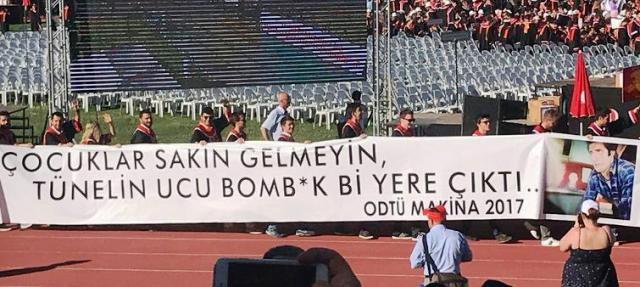 ÇOCUKLAR SAKIN GELMEYİN,
TÜNELİN UCU BOMB*K Bİ YERE ÇIKTI..
ODTÜ MAKİNA 2017